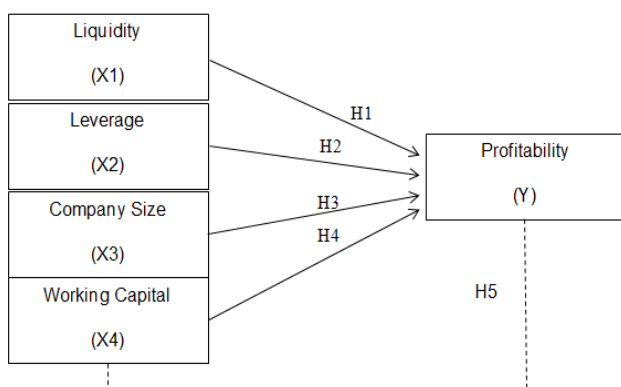 Liquidity
(X1)
H1
Leverage
(X2)
H2
Profitability
(Y)
Company Size
(X3)
H3
H4
Working Capital
(X4)
H5